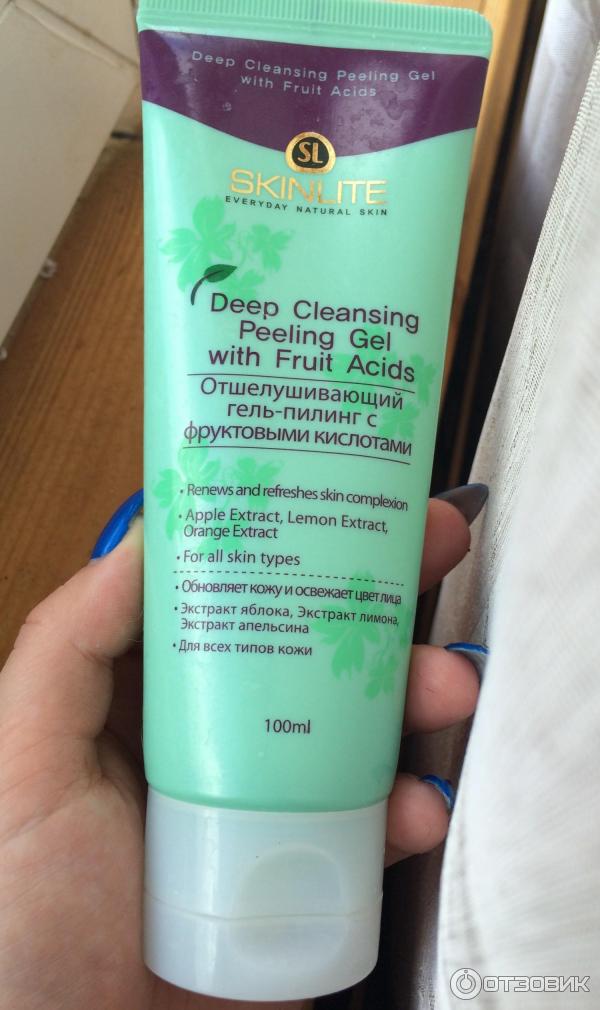 Deep Cleansing Peeling Gel
with Fruit Acids
SL
SKINLITE
EVERYDAY NATURAL SKIN
Deep Cleansing
Peeling Gel
with Fruit Acids
Отшелушивающий
гель-пилинг с
фруктовыми кислотами
• Renews and refreshes skin complexion
• Apple Extract, Lemon Extract,
Orange Extract
• For all skin types
• Обновляет кожу и освежает цвет лица
• Экстракт яблока, Экстракт лимона,
Экстракт апельсина
• Для всех типов кожи
100ml
ОТЗОВИК